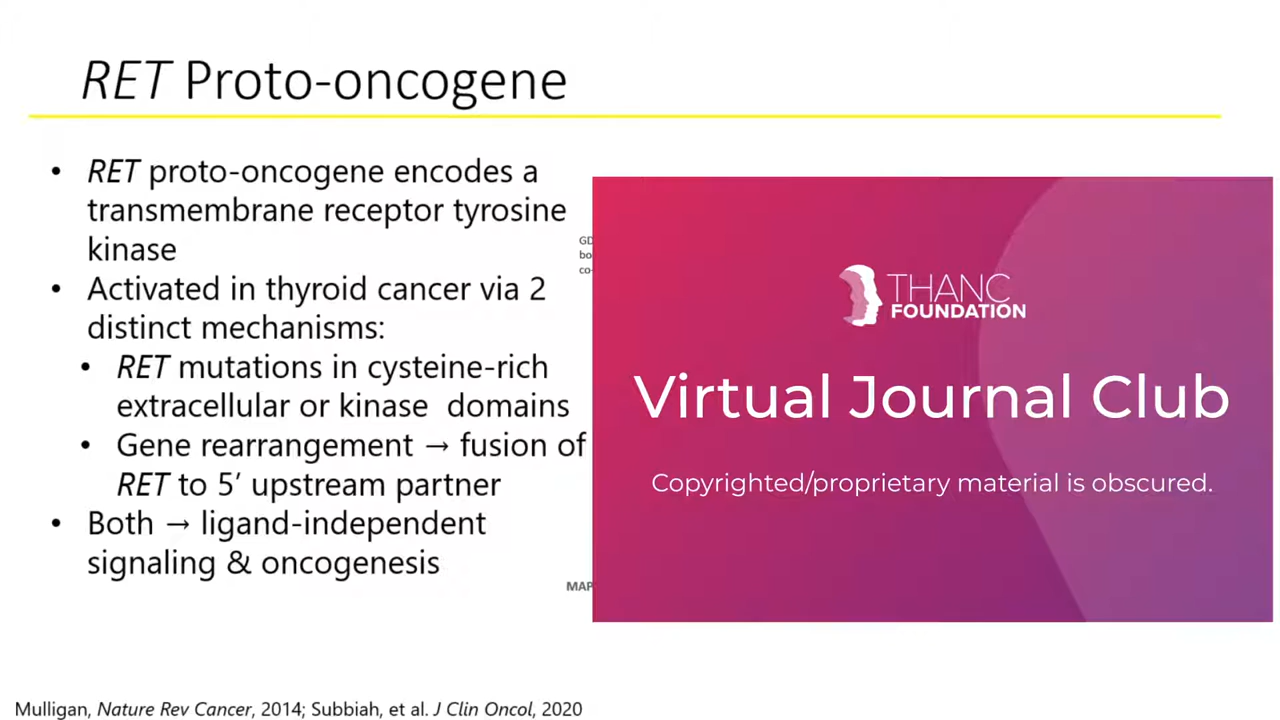 RET Proto-oncogene
• RET proto-oncogene encodes a
transmembrane receptor tyrosine
kinase
• Activated in thyroid cancer via 2
distinct mechanisms:
• RET mutations in cysteine-rich
extracellular or kinase domains
• Gene rearrangement → fusion of
RET to 5’ upstream partner
• Both → ligand-independent
signaling & oncogenesis
GD
bo
co-
MAP
THANC
FOUNDATION
Virtual Journal Club
Copyrighted/proprietary material is obscured.
Mulligan, Nature Rev Cancer, 2014; Subbiah, et al. J Clin Oncol, 2020